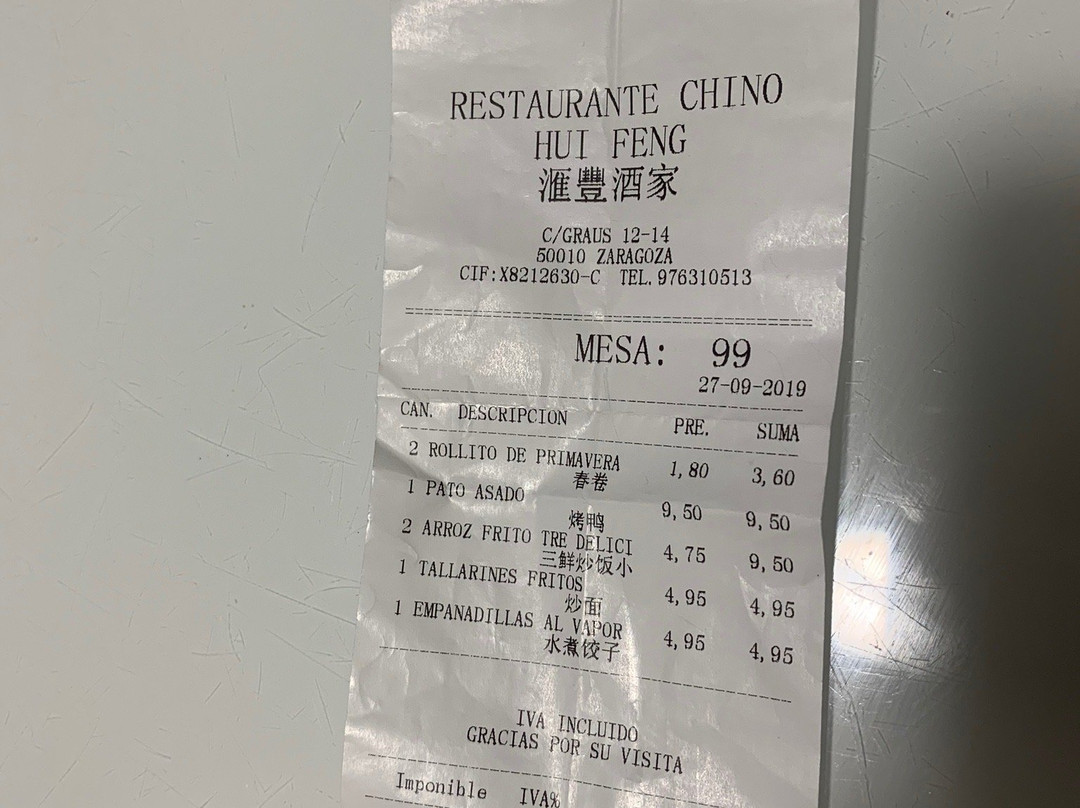 RESTAURANTE CHINO
HUI FENG
滙豐酒家
C/GRAUS 12-14
50010 ZARAGOZA
CIF:X8212630-C TEL.976310513
MESA: 99
27-09-2019
CAN. DESCRIPCION PRE. SUMA
2 ROLLITO DE PRIMAVERA 1,80 3,60
春卷
1 PATO ASADO 9,50 9,50
烤鸭
2 ARROZ FRITO TRE DELICI 4,75 9,50
三鲜炒饭小
1 TALLARINES FRITOS 4,95 4,95
炒面
1 EMPANADILLAS AL VAPOR 4,95 4,95
水煮饺子
IVA INCLUIDO
GRACIAS POR SU VISITA
Imponible IVA%